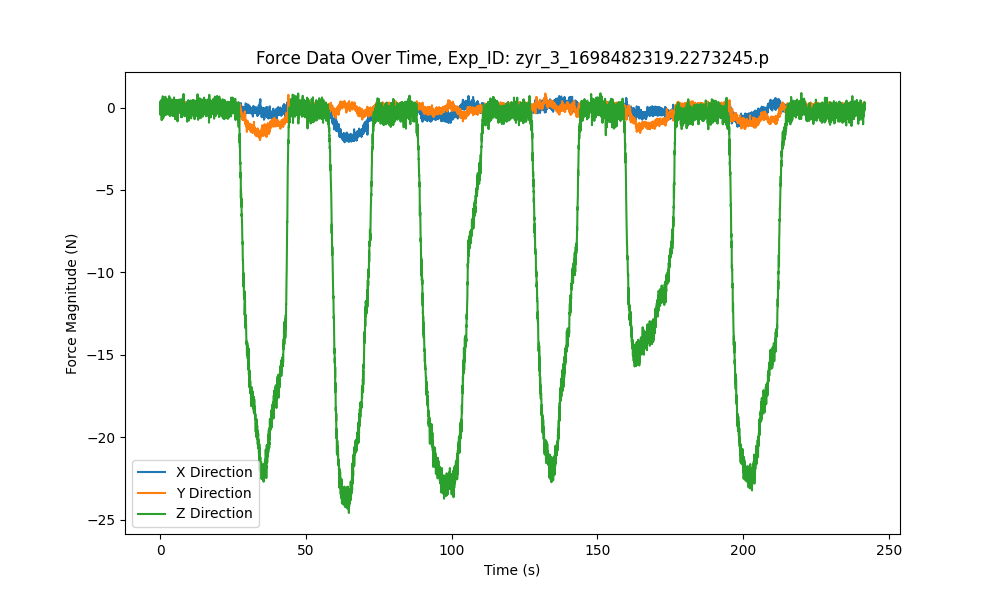 Force Data Over Time, Exp_ID: zyr_3_1698482319.2273245.p
Force Magnitude (N)
0
−5
−10
−15
−20
−25
X Direction
Y Direction
Z Direction
0 50 100 150 200 250
Time (s)